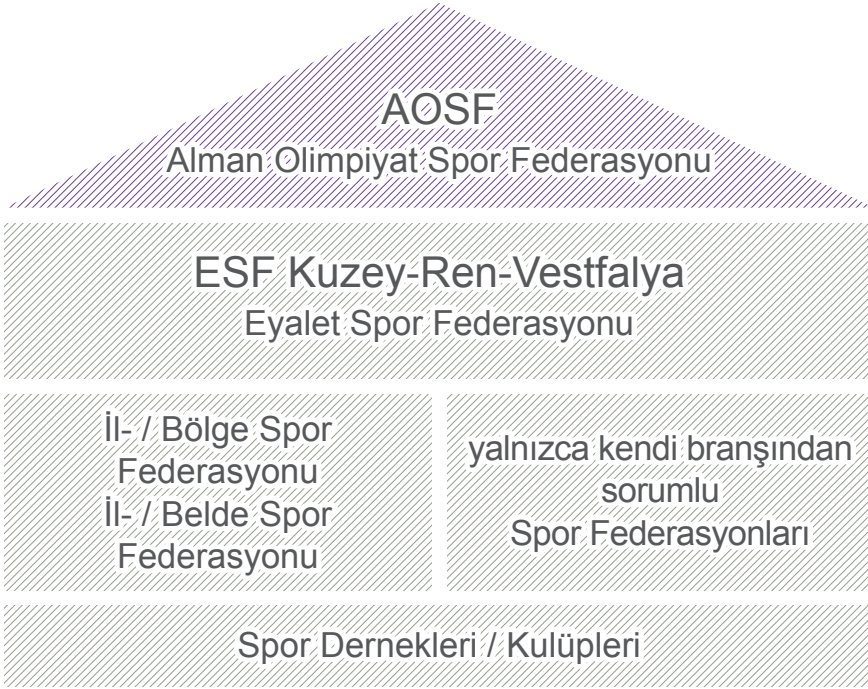 AOSF
Alman Olimpiyat Spor Federasyonu
ESF Kuzey-Ren-Vestfalya
Eyalet Spor Federasyonu
İl- / Bölge Spor
Federasyonu
İl- / Belde Spor
Federasyonu
yalnızca kendi branşından
sorumlu
Spor Federasyonları
Spor Dernekleri / Kulüpleri